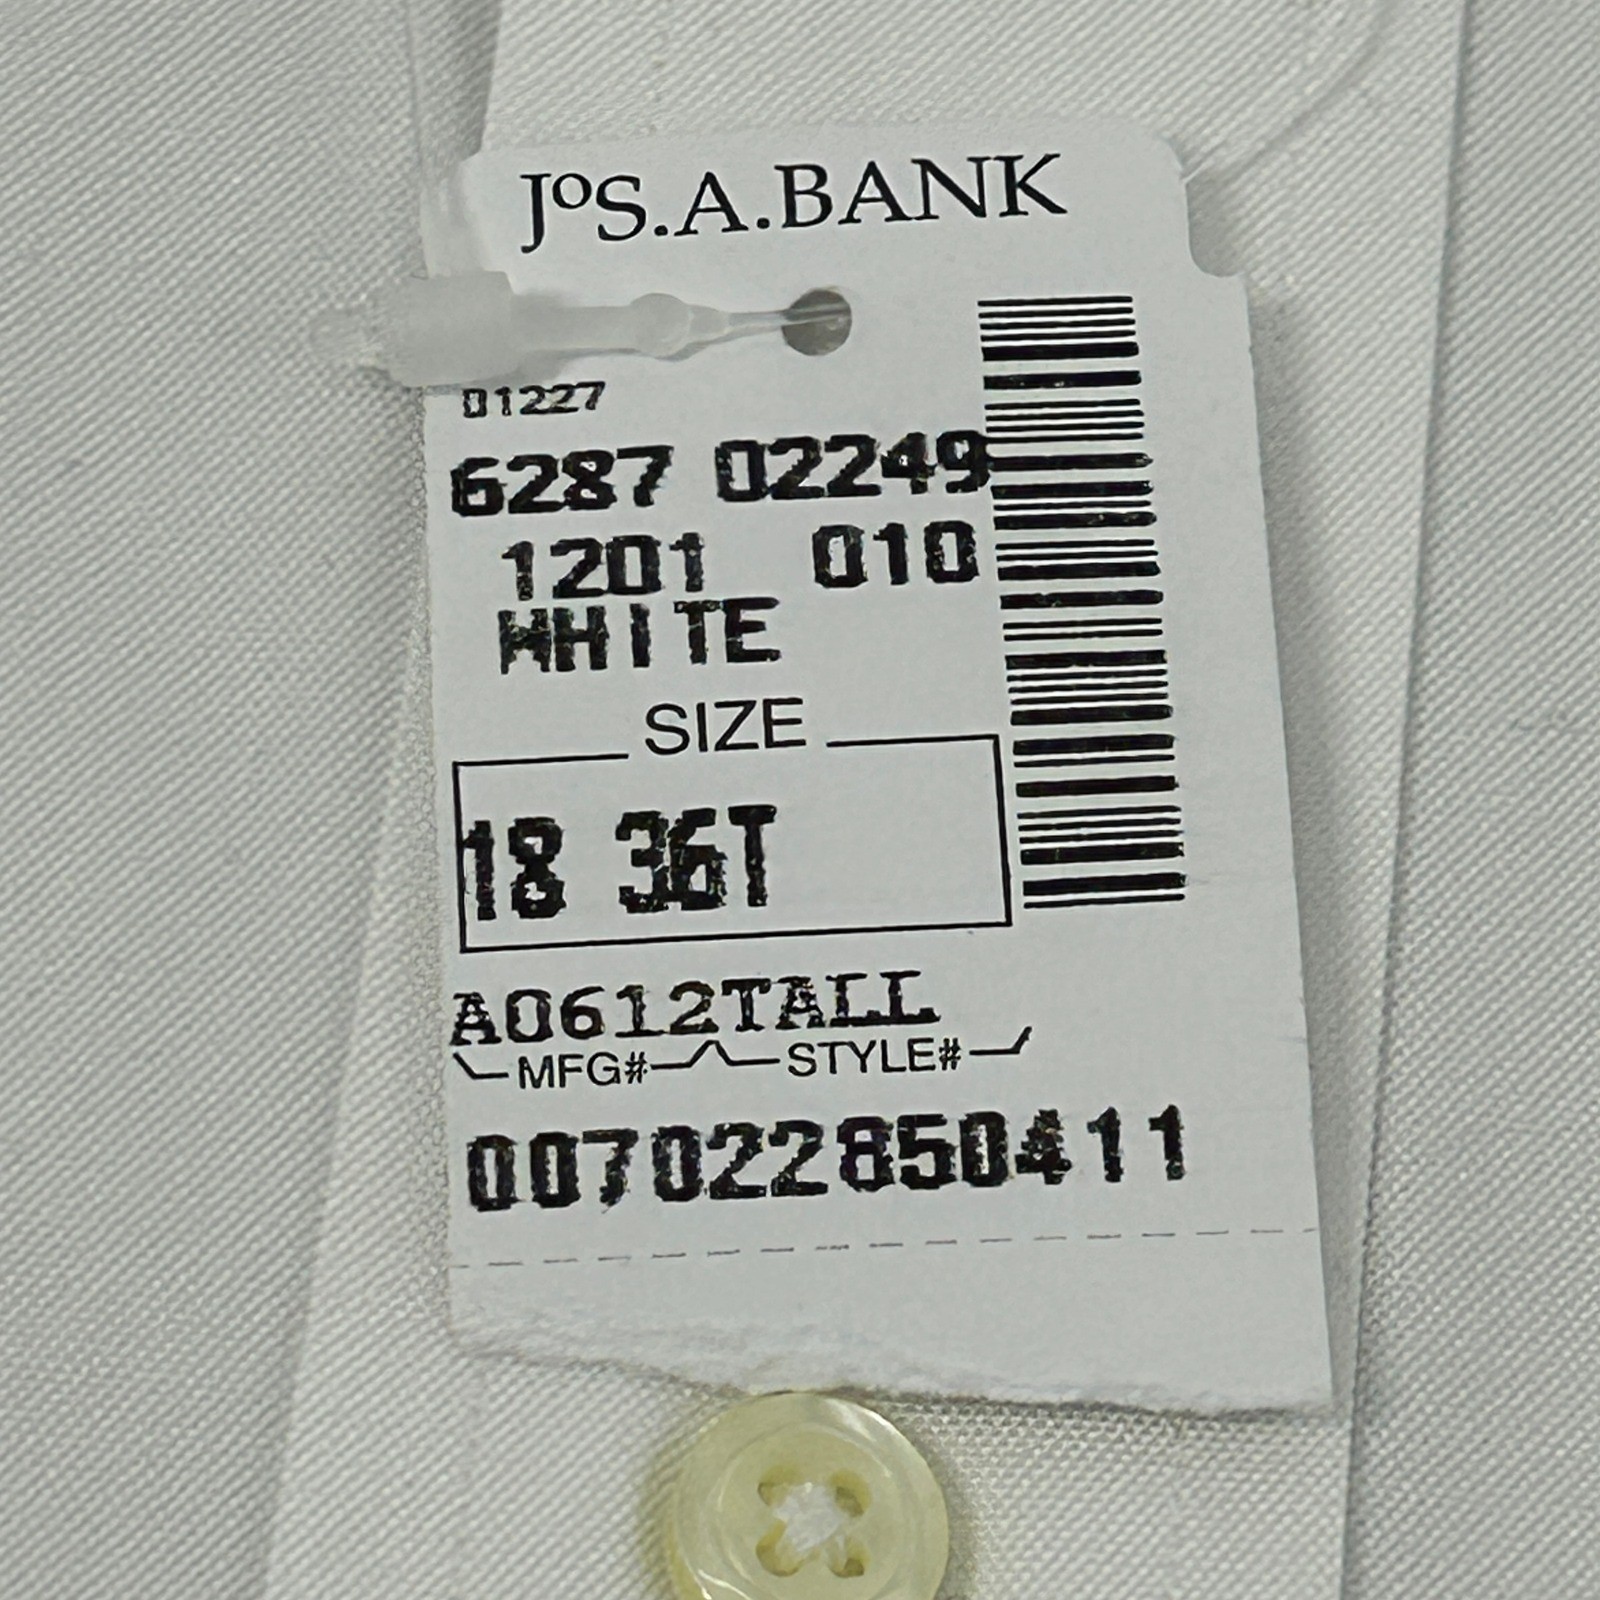 JoS.A.BANK
01227
6287 02249
1201 010
WHITE
SIZE
18 36T
A0612TALL
MFG# STYLE#
007022850411